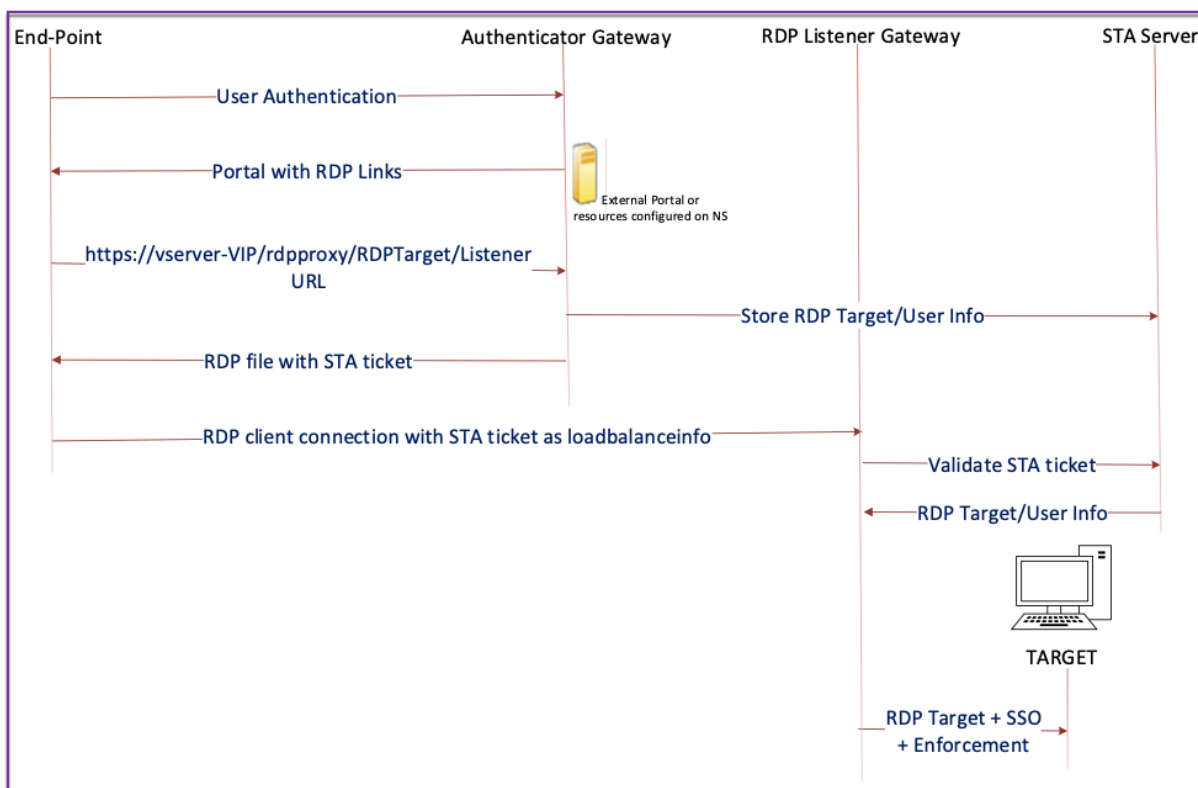 End-Point
Authenticator Gateway
RDP Listener Gateway
STA Server
User Authentication
Portal with RDP Links
External Portal or
resources configured on NS
https://vserver-VIP/rdpproxy/RDPTarget/Listener
URL
Store RDP Target/User Info
RDP file with STA ticket
RDP client connection with STA ticket as loadbalanceinfo
Validate STA ticket
RDP Target/User Info
TARGET
RDP Target + SSO
+ Enforcement